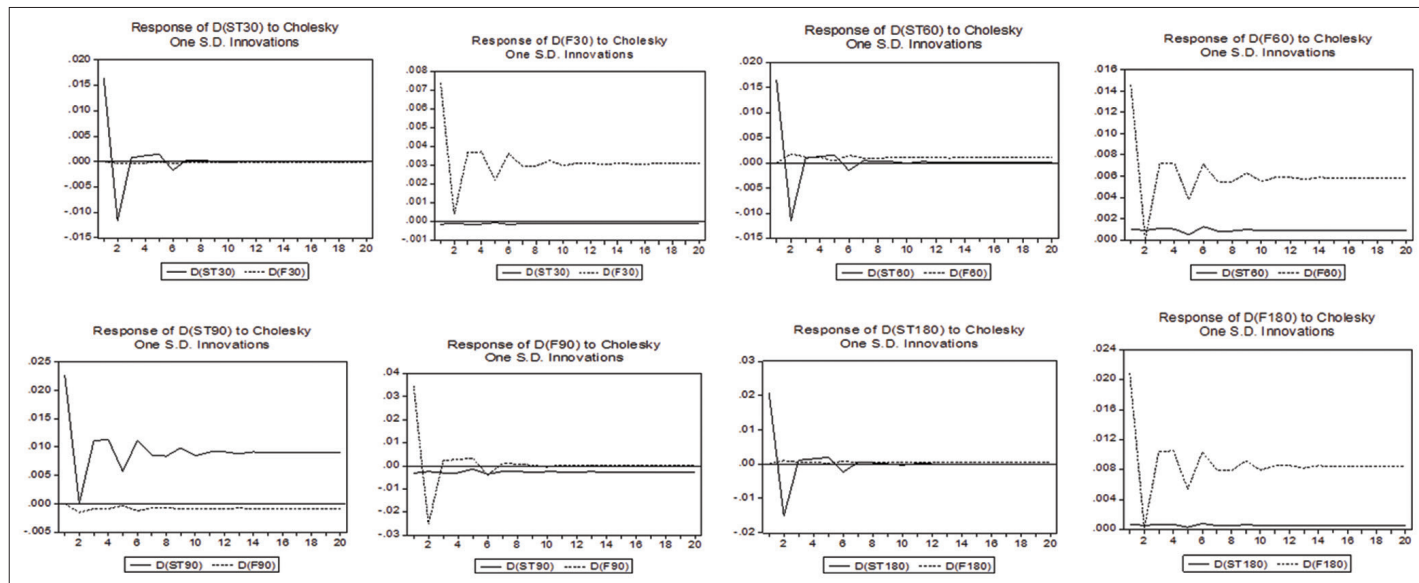 Response of D(ST30) to Cholesky
One S.D. Innovations
.020
.015
.010
.005
.000
-.005
-.010
-.015
2 4 6 8 10 12 14 16 18 20
D(ST30) D(F30)
Response of D(F30) to Cholesky
One S.D. Innovations
.008
.007
.006
.005
.004
.003
.002
.001
.000
-.001
2 4 6 8 10 12 14 16 18 20
D(ST30) D(F30)
Response of D(ST60) to Cholesky
One S.D. Innovations
.020
.015
.010
.005
.000
-.005
-.010
-.015
2 4 6 8 10 12 14 16 18 20
D(ST60) D(F60)
Response of D(F60) to Cholesky
One S.D. Innovations
.016
.014
.012
.010
.008
.006
.004
.002
.000
2 4 6 8 10 12 14 16 18 20
D(ST60) D(F60)
Response of D(ST90) to Cholesky
One S.D. Innovations
.025
.020
.015
.010
.005
.000
-.005
2 4 6 8 10 12 14 16 18 20
D(ST90) D(F90)
Response of D(F90) to Cholesky
One S.D. Innovations
.04
.03
.02
.01
.00
-.01
-.02
-.03
2 4 6 8 10 12 14 16 18 20
D(ST90) D(F90)
Response of D(ST180) to Cholesky
One S.D. Innovations
.03
.02
.01
.00
-.01
-.02
2 4 6 8 10 12 14 16 18 20
D(ST180) D(F180)
Response of D(F180) to Cholesky
One S.D. Innovations
.024
.020
.016
.012
.008
.004
.000
2 4 6 8 10 12 14 16 18 20
D(ST180) D(F180)